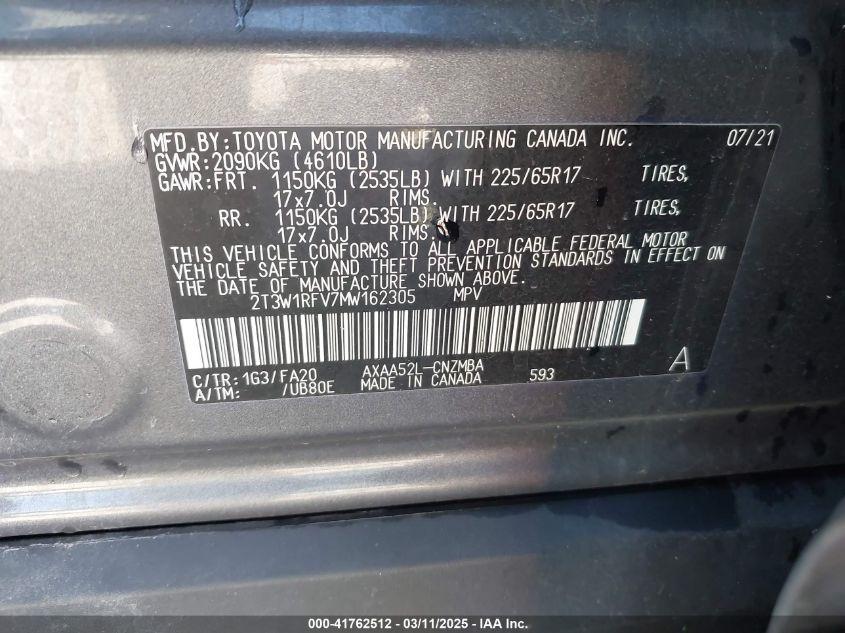 MFD.BY:TOYOTA MOTOR MANUFACTURING CANADA INC. 07/21
GVWR:2090KG (4610LB)
GAWR:FRT. 1150KG (2535LB) WITH 225/65R17 TIRES,
17x7.0J RIMS.
RR. 1150KG (2535LB) WITH 225/65R17 TIRES,
17x7.0J RIMS.
THIS VEHICLE CONFORMS TO ALL APPLICABLE FEDERAL MOTOR
VEHICLE SAFETY AND THEFT PREVENTION STANDARDS IN EFFECT ON
THE DATE OF MANUFACTURE SHOWN ABOVE.
2T3W1RFV7MW162305 MPV
C/TR:1G3/FA20 AXAA52L-CNZMBA A
A/TM: /UB80E MADE IN CANADA 593
000-41762512 / 03/11/2025 - IAA Inc.